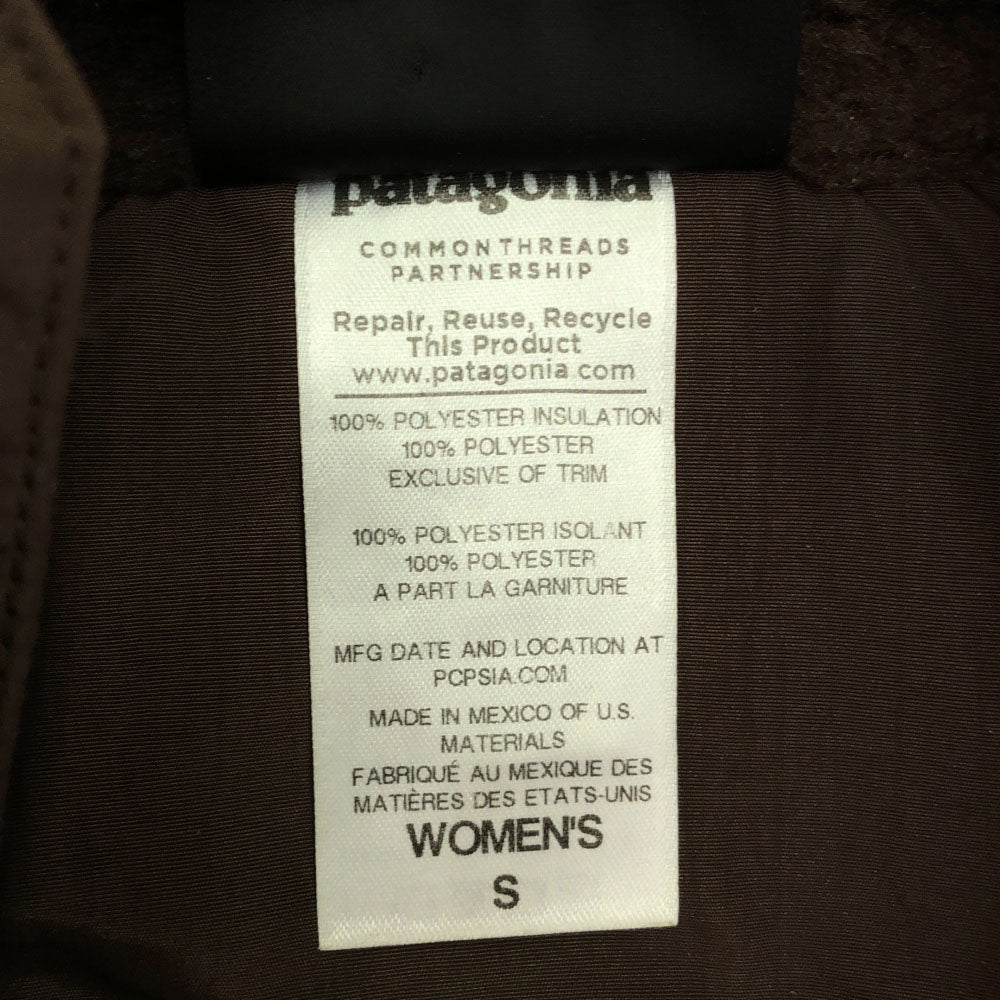 patagonia
COMMON THREADS
PARTNERSHIP
Repair, Reuse, Recycle
This Product
www.patagonia.com
100% POLYESTER INSULATION
100% POLYESTER
EXCLUSIVE OF TRIM
100% POLYESTER ISOLANT
100% POLYESTER
A PART LA GARNITURE
MFG DATE AND LOCATION AT
PCPSIA.COM
MADE IN MEXICO OF U.S.
MATERIALS
FABRIQUÉ AU MEXIQUE DES
MATIÈRES DES ETATS-UNIS
WOMEN'S
S